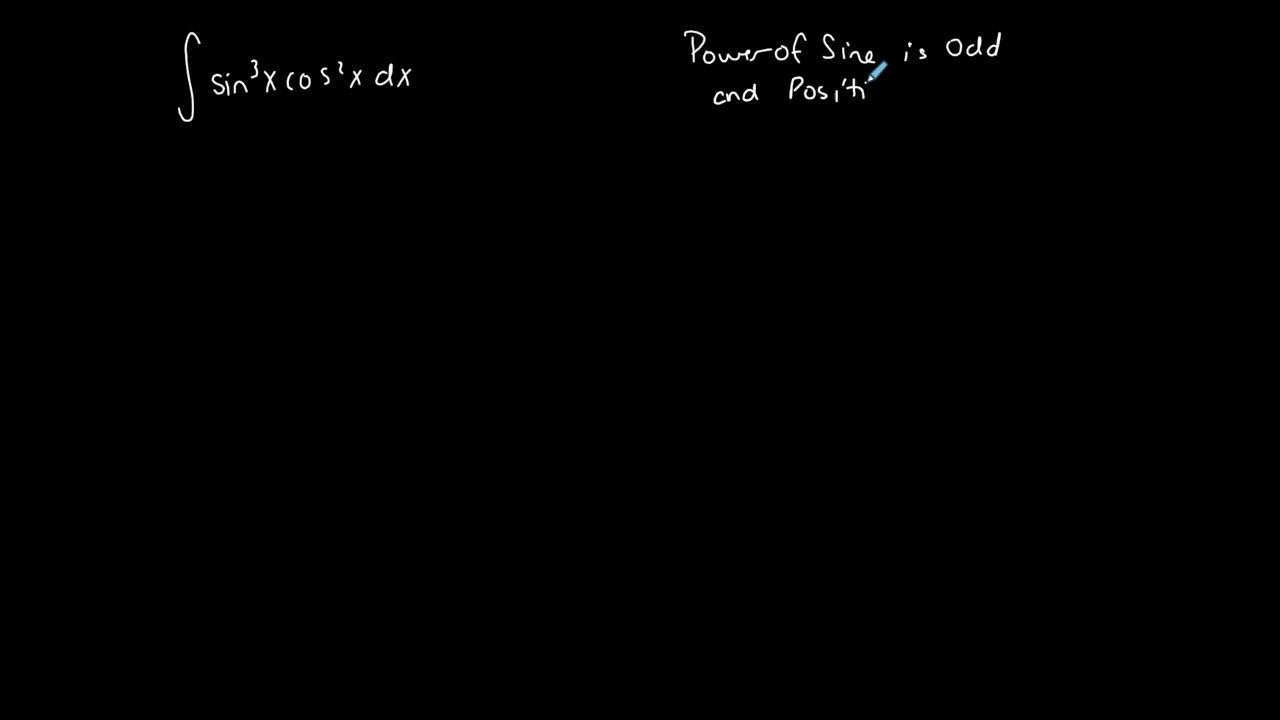 ∫ sin³x cos²x dx
Power of Sine is Odd
and Positi